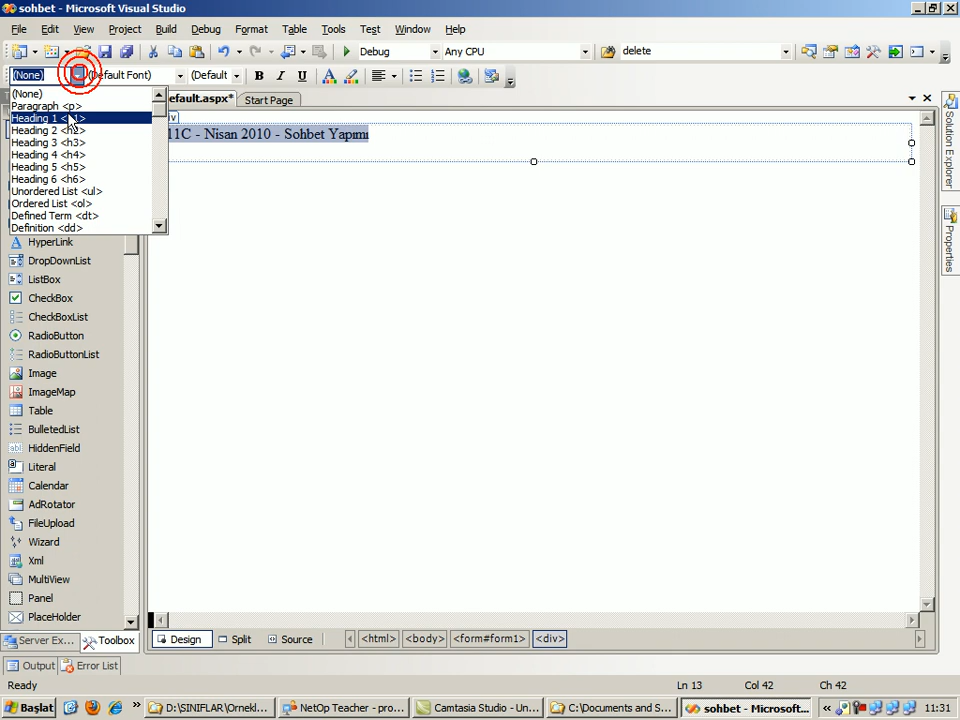 sohbet - Microsoft Visual Studio
File Edit View Project Build Debug Format Table Tools Test Window Help
Debug Any CPU delete
(None) (Default Font) (Default B I U
(None)
Paragraph <p>
Heading 1
Heading 2
Heading 3 <h3>
Heading 4 <h4>
Heading 5 <h5>
Heading 6 <h6>
Unordered List <ul>
Ordered List <ol>
Defined Term <dt>
Definition <dd>
efault.aspx* Start Page
iv
11C - Nisan 2010 - Sohbet Yapımı
HyperLink
DropDownList
ListBox
CheckBox
CheckBoxList
RadioButton
RadioButtonList
Image
ImageMap
Table
BulletedList
HiddenField
Literal
Calendar
AdRotator
FileUpload
Wizard
Xml
MultiView
Panel
PlaceHolder
Solution Explorer
Properties
Server Ex... Toolbox
Design Split Source <html> <body> <form#form1> <div>
Output Error List
Ready Ln 13 Col 42 Ch 42
Başlat D:\SINIFLAR\Ornekl... NetOp Teacher - pro... Camtasia Studio - Un... C:\Documents and S... sohbet - Microsoft... 11:31